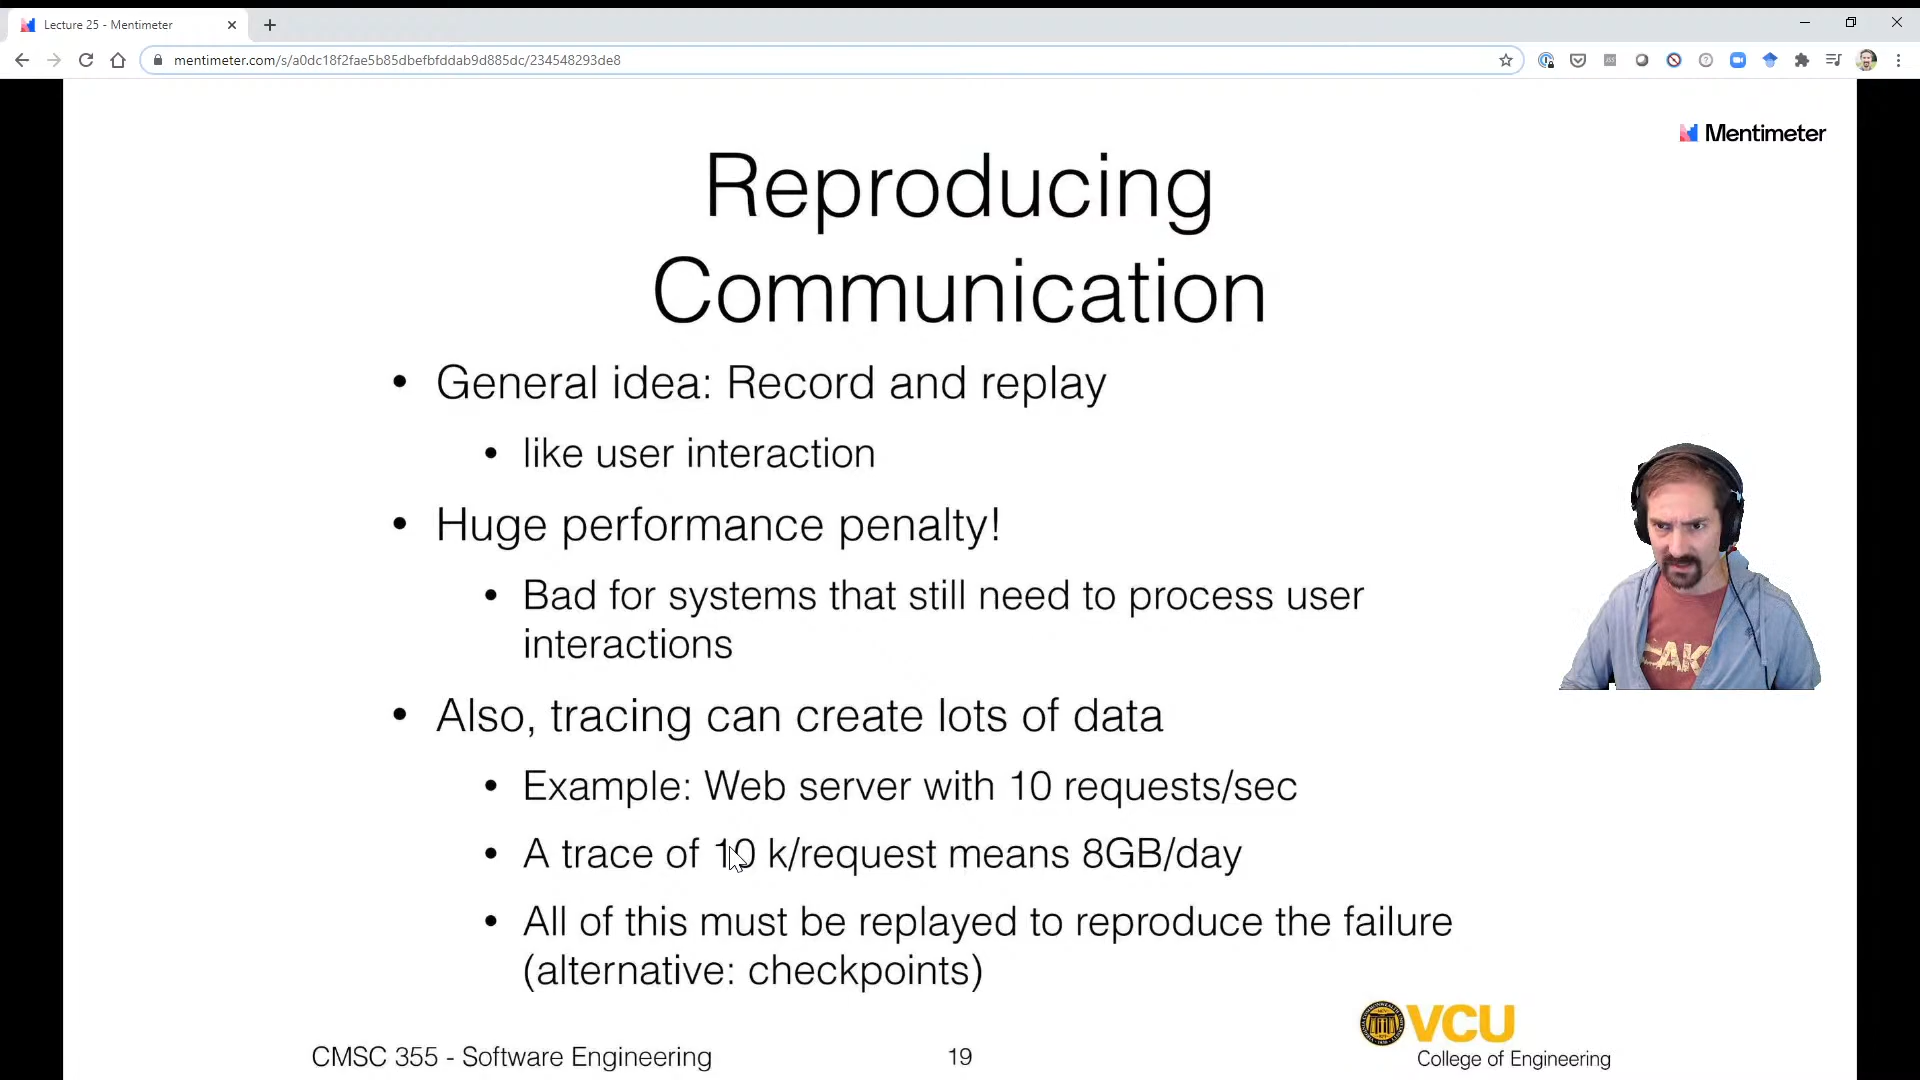 Lecture 25 - Mentimeter
mentimeter.com/s/a0dc18f2fae5b85dbefbfddab9d885dc/234548293de8
Mentimeter
Reproducing
Communication
• General idea: Record and replay
• like user interaction
• Huge performance penalty!
• Bad for systems that still need to process user
interactions
• Also, tracing can create lots of data
• Example: Web server with 10 requests/sec
• A trace of 10 k/request means 8GB/day
• All of this must be replayed to reproduce the failure
(alternative: checkpoints)
CAK
VCU
College of Engineering
CMSC 355 - Software Engineering
19